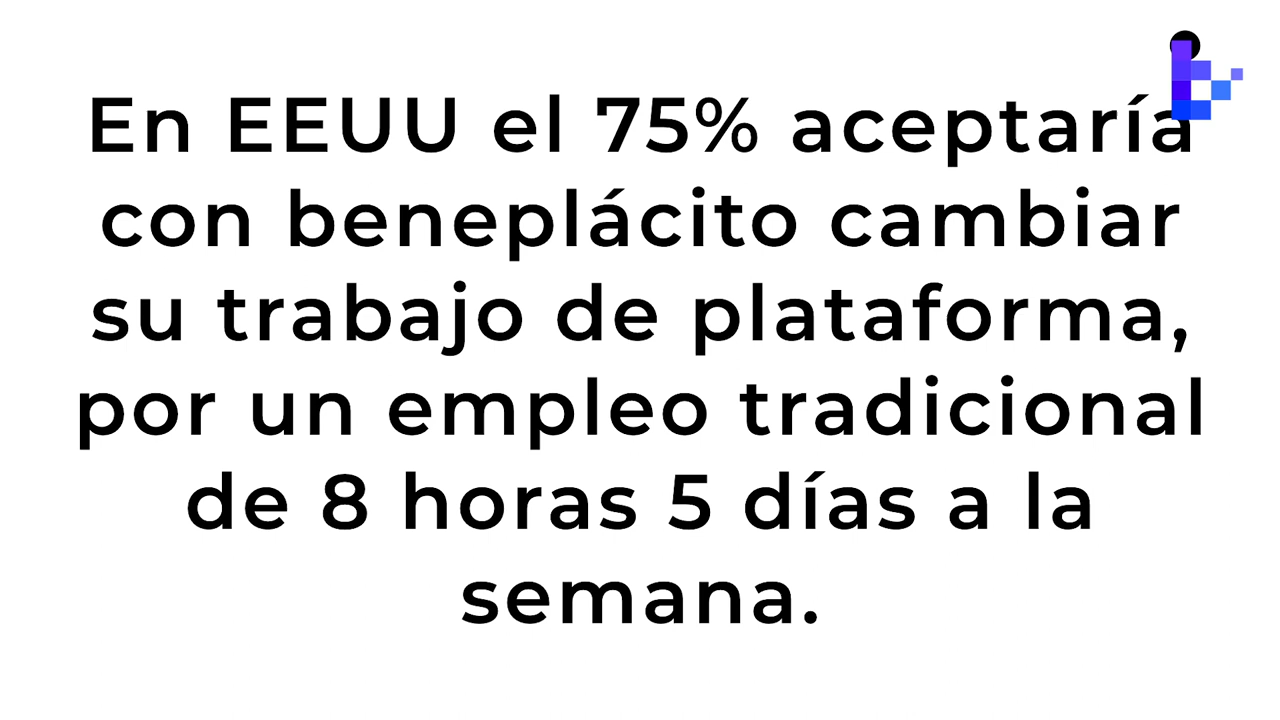 En EEUU el 75% aceptaría
con beneplácito cambiar
su trabajo de plataforma,
por un empleo tradicional
de 8 horas 5 días a la
semana.